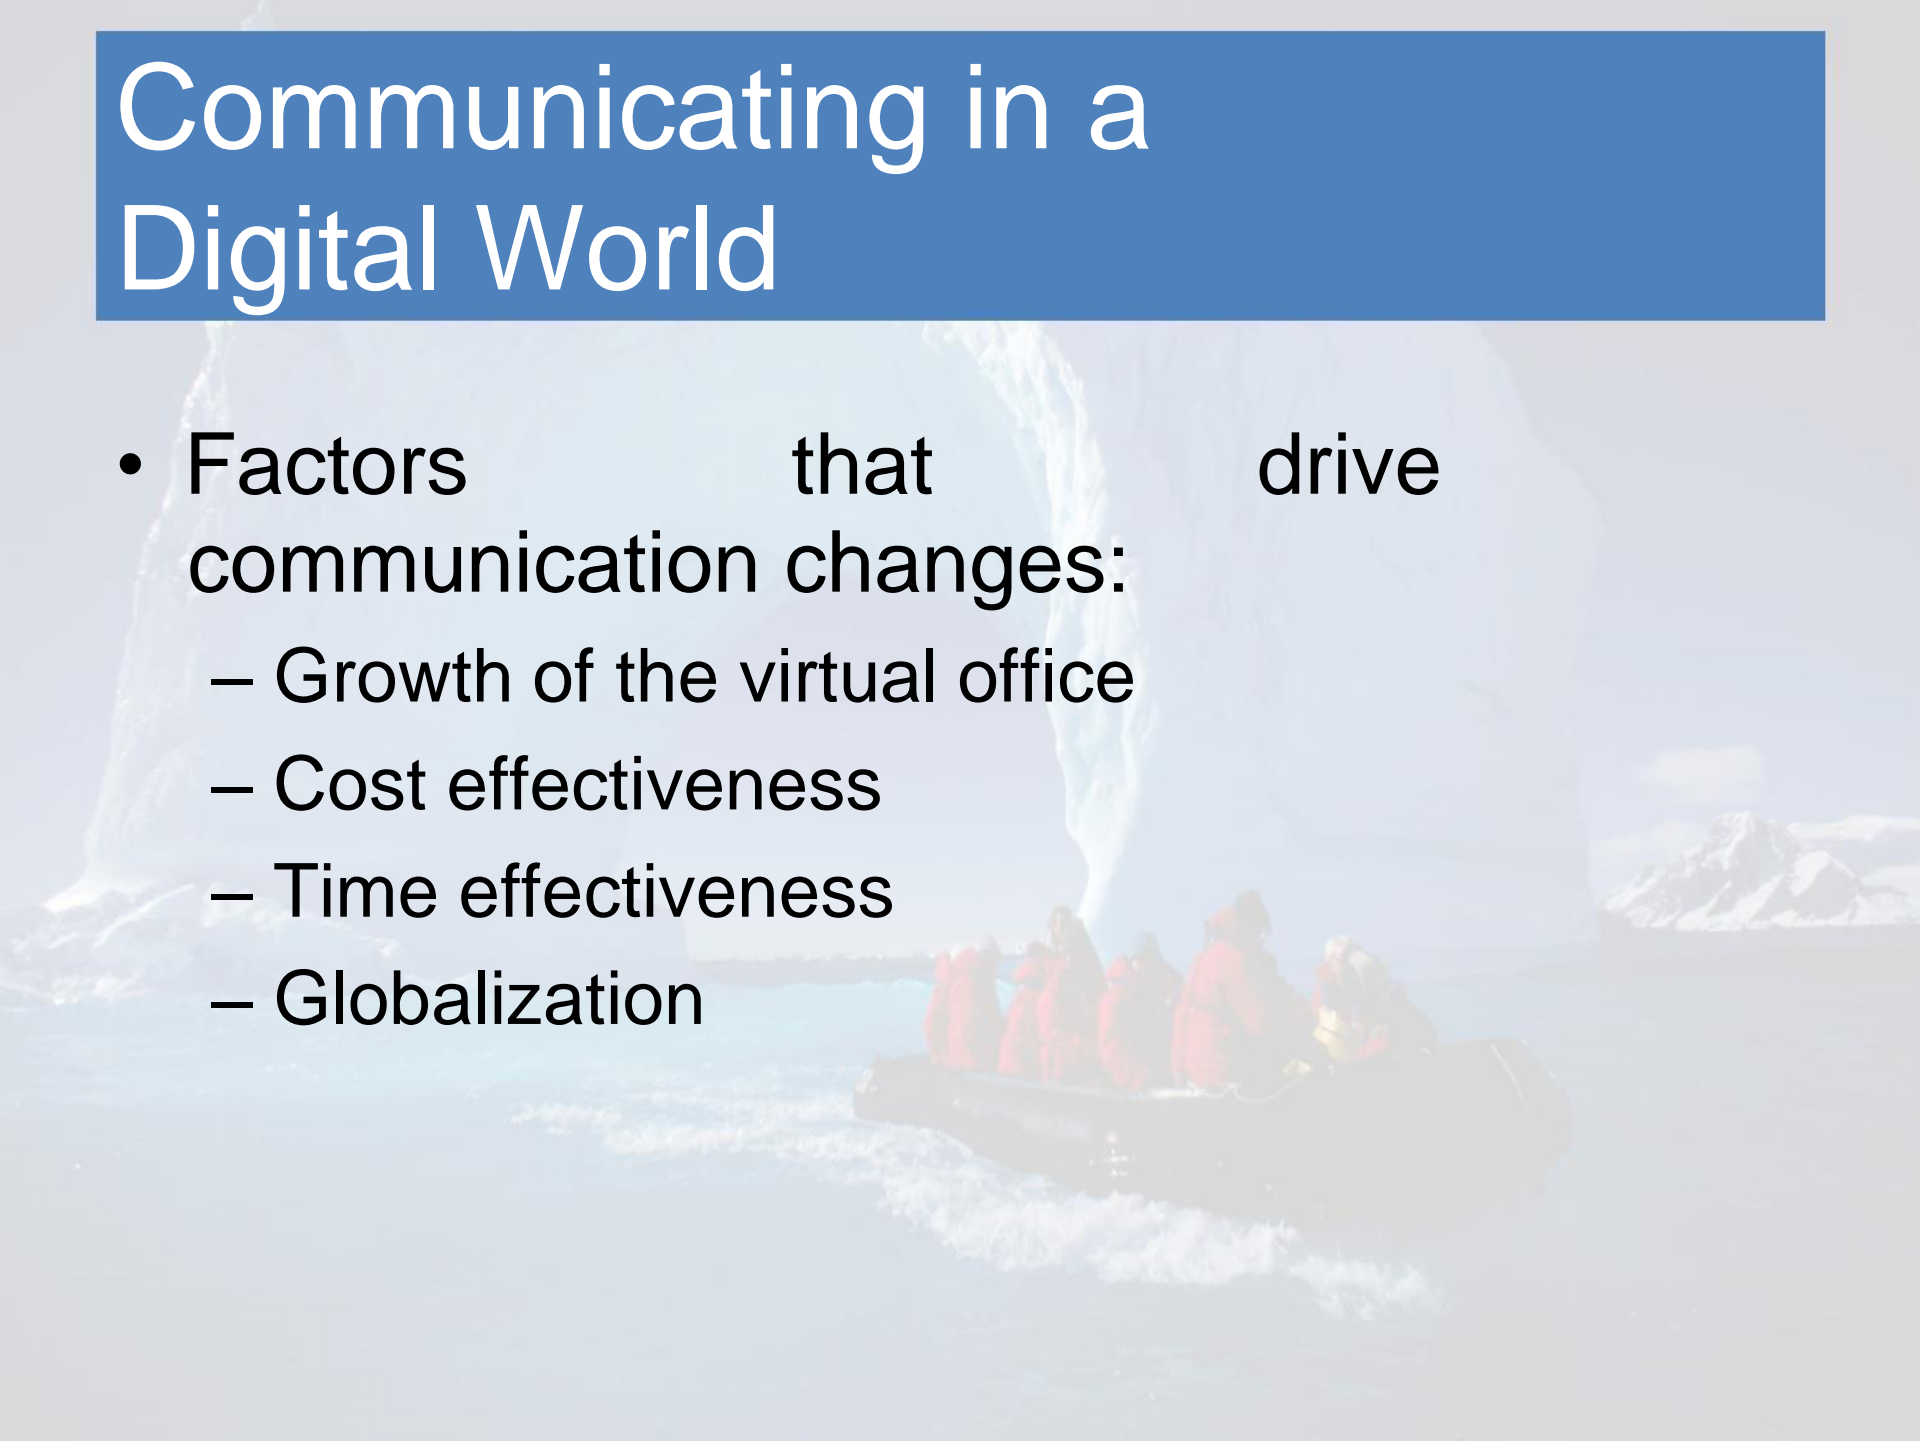 Communicating in a
Digital World
• Factors that drive
communication changes:
– Growth of the virtual office
– Cost effectiveness
– Time effectiveness
– Globalization